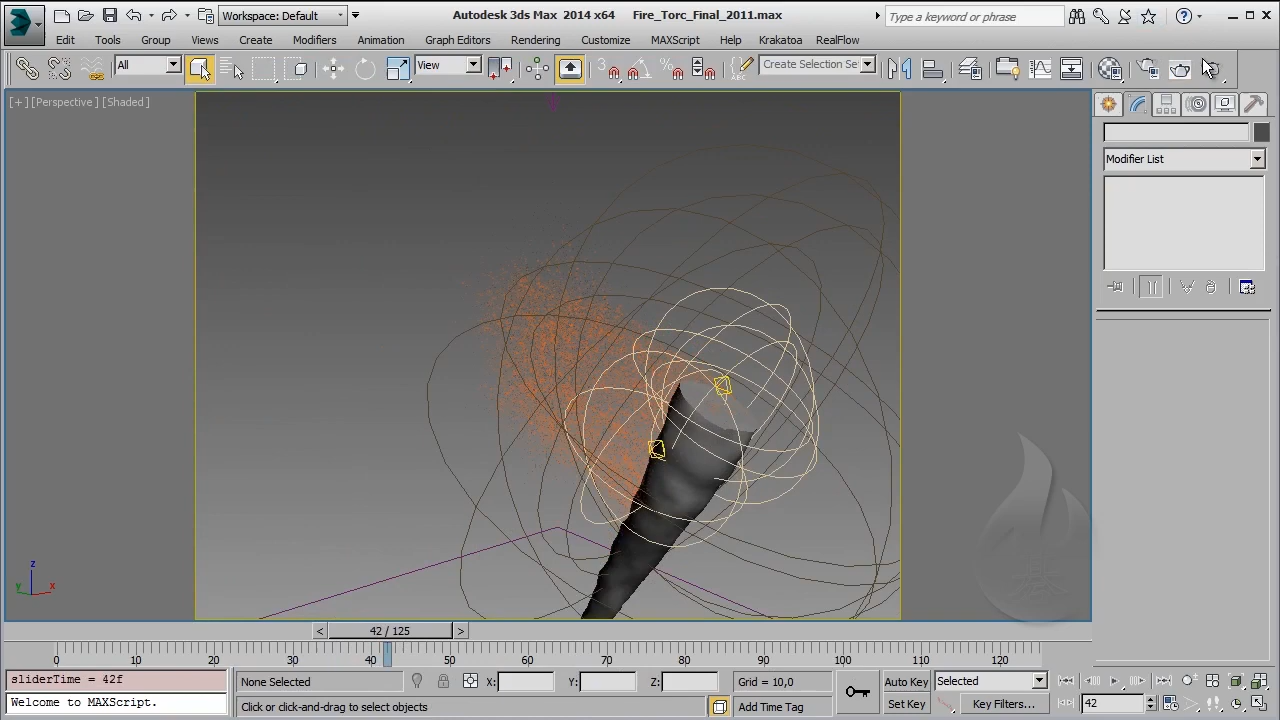 Workspace: Default
Autodesk 3ds Max 2014 x64 Fire_Torc_Final_2011.max
Type a keyword or phrase
Edit Tools Group Views Create Modifiers Animation Graph Editors Rendering Customize MAXScript Help Krakatoa RealFlow
All
View
3
Create Selection Se
[+][Perspective][Shaded]
Modifier List
z
y
x
< 42 / 125 >
0 10 20 30 40 50 60 70 80 90 100 110 120
sliderTime = 42f
None Selected
X:
Y:
Z:
Grid = 10,0
Auto Key
Selected
Welcome to MAXScript.
Click or click-and-drag to select objects
Add Time Tag
Set Key
Key Filters...
42